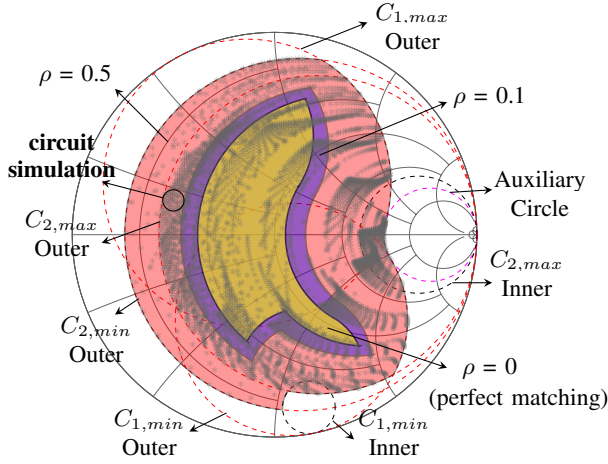 C1,max
Outer
ρ = 0.5
ρ = 0.1
circuit
simulation
Auxiliary
Circle
C2,max
Outer
C2,max
Inner
C2,min
Outer
ρ = 0
(perfect matching)
C1,min
Outer
C1,min
Inner